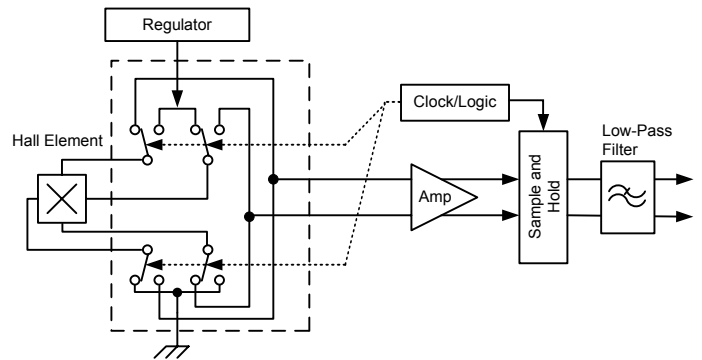 Regulator
Clock/Logic
Hall Element
Amp
Sample and
Hold
Low-Pass
Filter